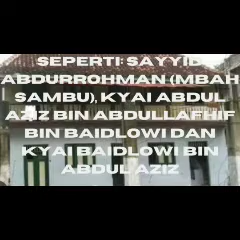 SEPERTI: SAYYID
ABDURROHMAN (MBAH
SAMBU), KYAI ABDUL
AZIZ BIN ABDULLAFHIF
BIN BAIDLOWI DAN
KYAI BAIDLOWI BIN
ABDUL AZIZ